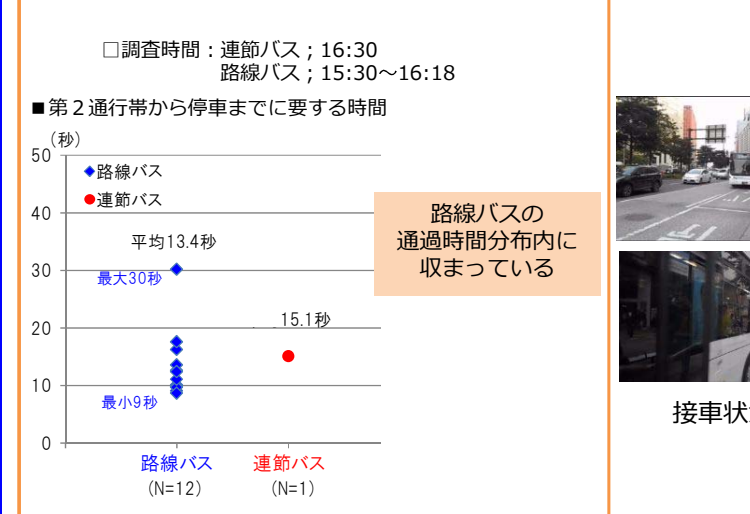 □調査時間：連節バス；16:30
路線バス；15:30～16:18
■第２通行帯から停車までに要する時間
（秒）
50
◆路線バス
●連節バス
40
平均13.4秒
30
最大30秒
20
15.1秒
10
最小9秒
0
路線バス
（N=12）
連節バス
（N=1）
路線バスの
通過時間分布内に
収まっている
接車状